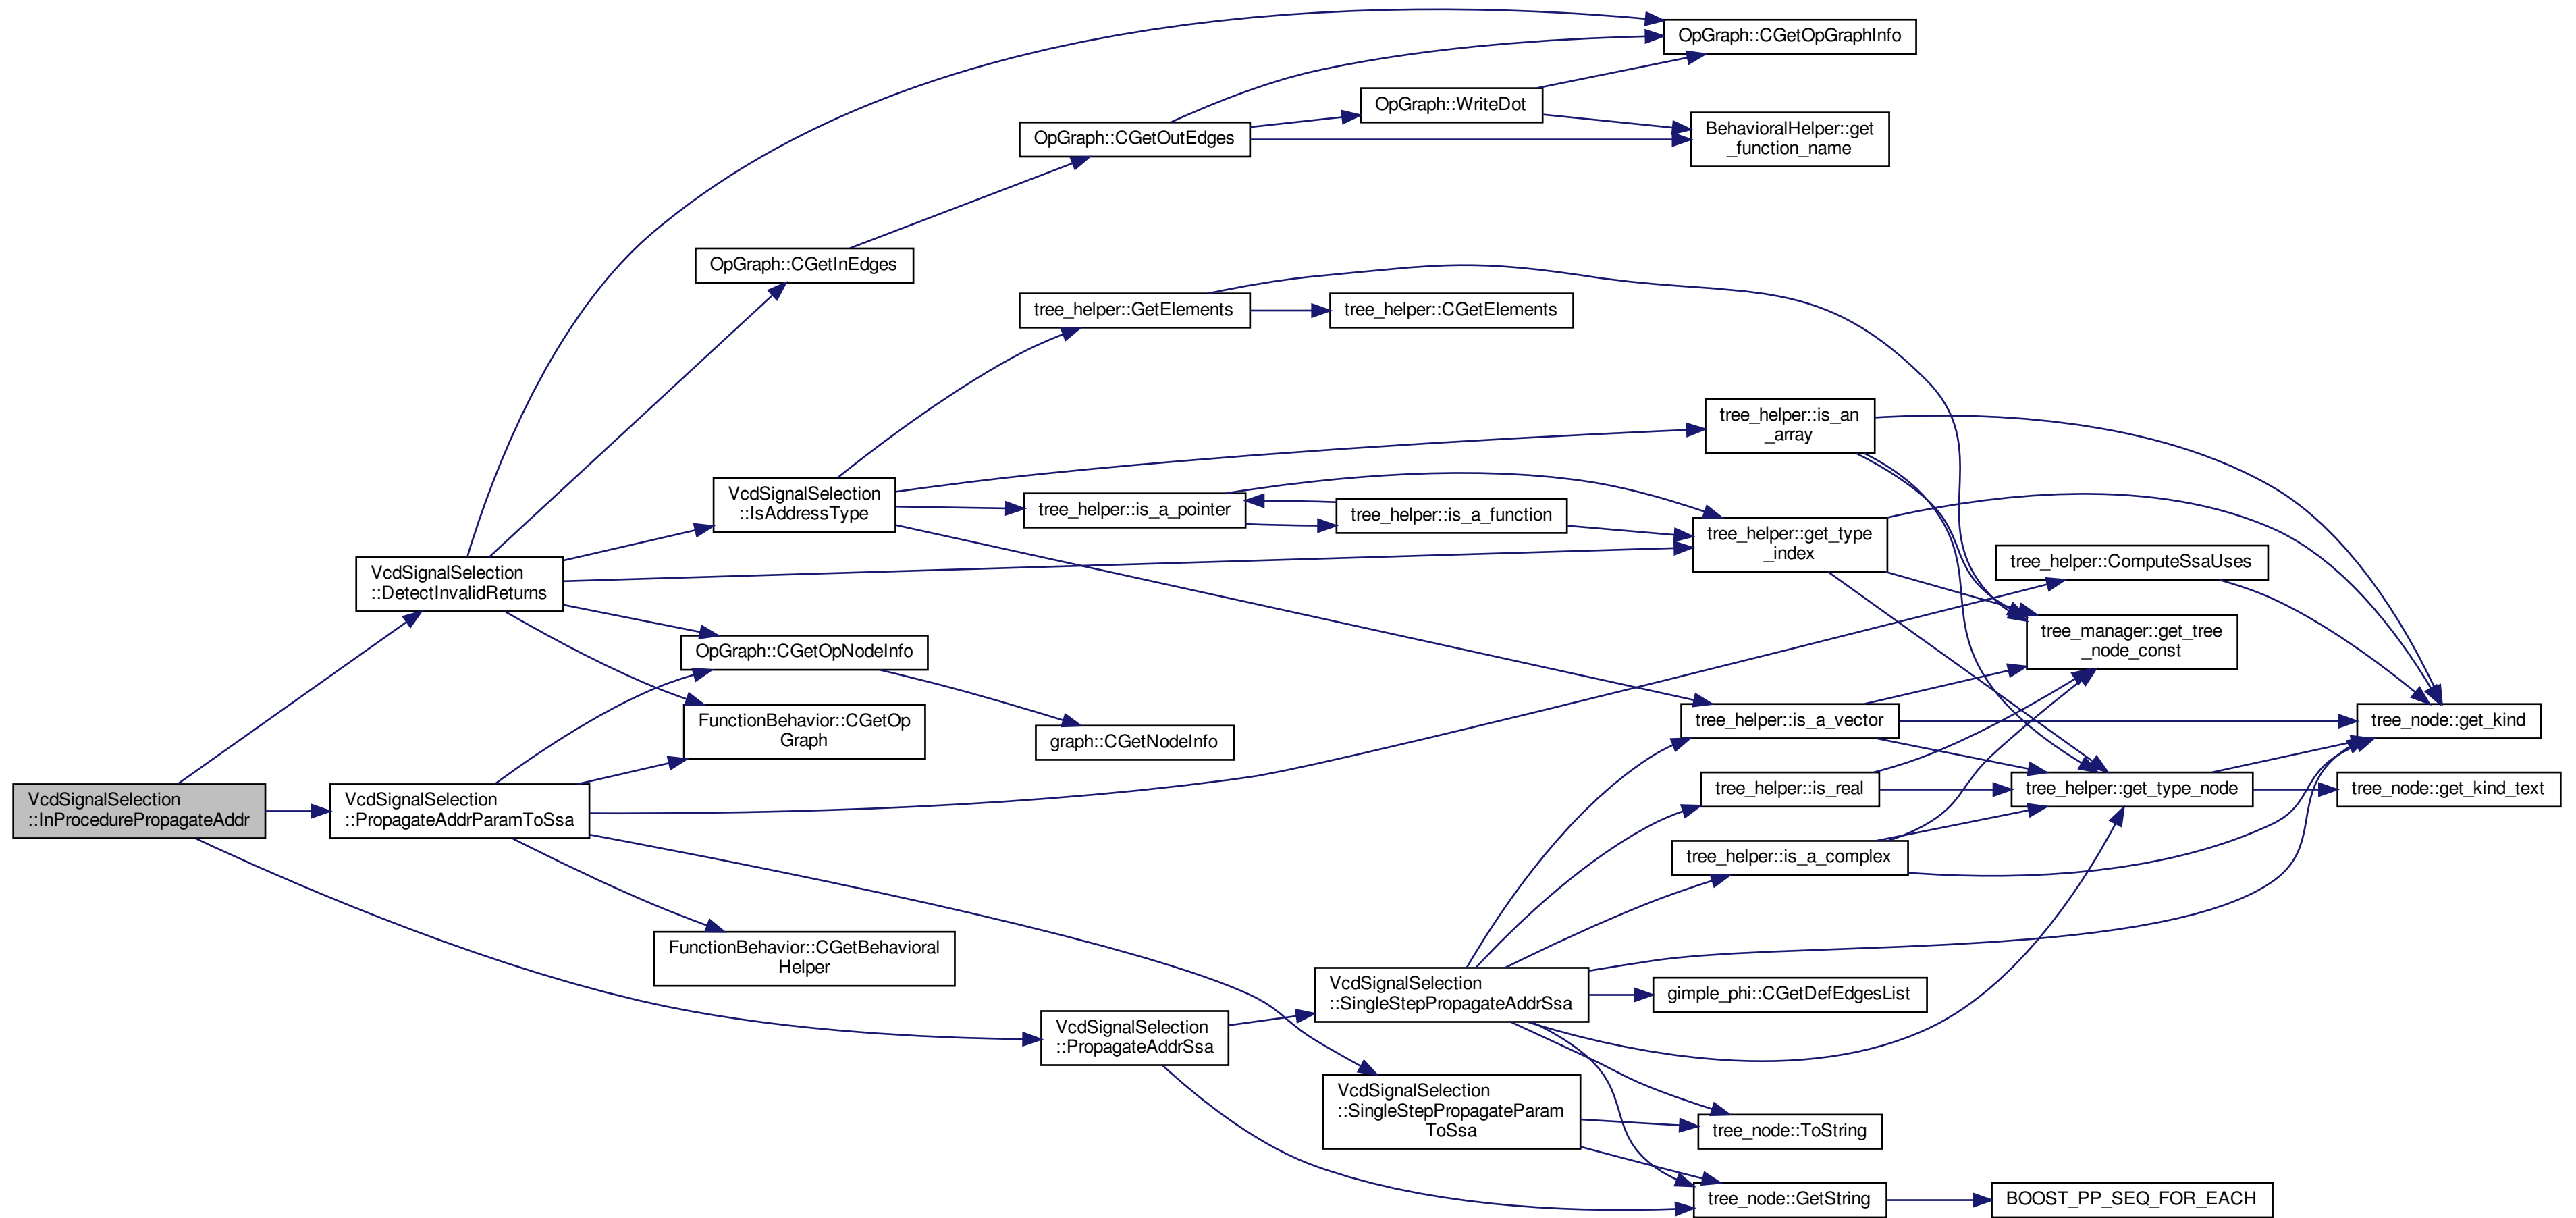 OpGraph::CGetOpGraphInfo
OpGraph::WriteDot
BehavioralHelper::get
_function_name
OpGraph::CGetOutEdges
OpGraph::CGetInEdges
tree_helper::GetElements
tree_helper::CGetElements
tree_helper::is_an
_array
VcdSignalSelection
::IsAddressType
tree_helper::is_a_pointer
tree_helper::is_a_function
tree_helper::get_type
_index
tree_helper::ComputeSsaUses
VcdSignalSelection
::DetectInvalidReturns
tree_manager::get_tree
_node_const
OpGraph::CGetOpNodeInfo
FunctionBehavior::CGetOp
Graph
graph::CGetNodeInfo
tree_helper::is_a_vector
tree_node::get_kind
VcdSignalSelection
::InProcedurePropagateAddr
VcdSignalSelection
::PropagateAddrParamToSsa
tree_helper::is_real
tree_helper::get_type_node
tree_node::get_kind_text
tree_helper::is_a_complex
FunctionBehavior::CGetBehavioral
Helper
VcdSignalSelection
::SingleStepPropagateAddrSsa
gimple_phi::CGetDefEdgesList
VcdSignalSelection
::PropagateAddrSsa
VcdSignalSelection
::SingleStepPropagateParam
ToSsa
tree_node::ToString
tree_node::GetString
BOOST_PP_SEQ_FOR_EACH